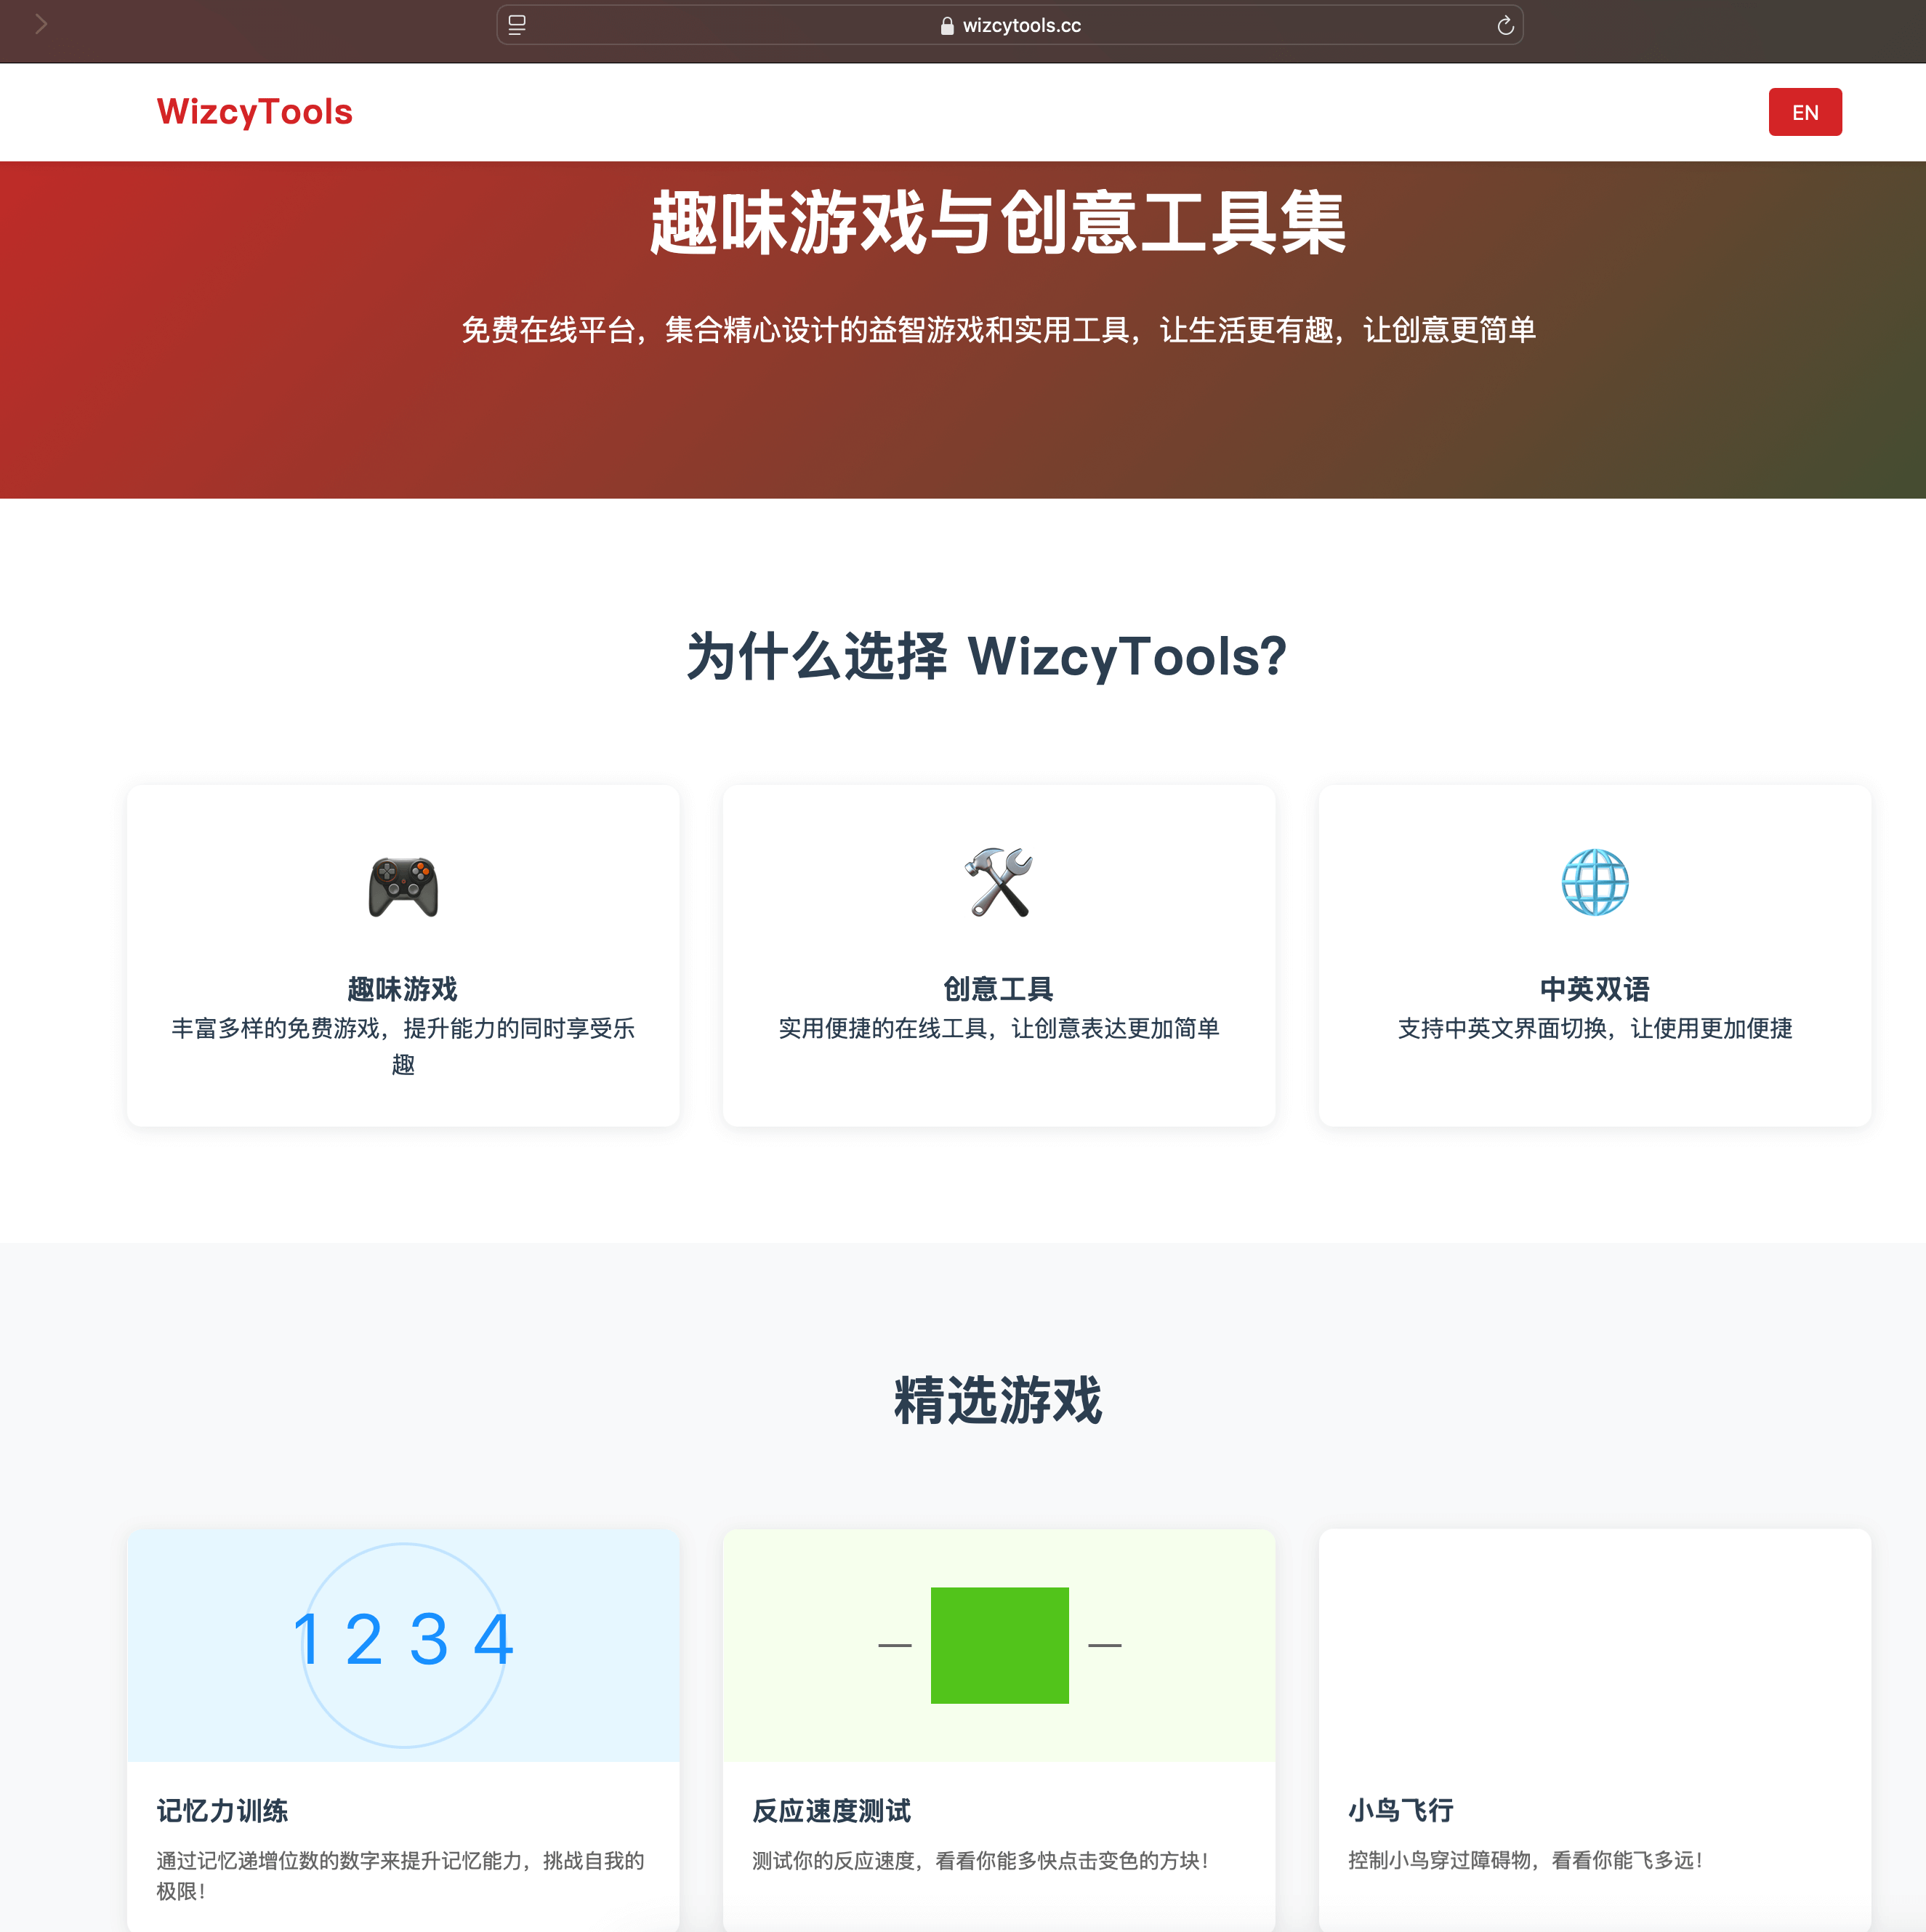 wizcytools.cc
WizcyTools
EN
趣味游戏与创意工具集
免费在线平台，集合精心设计的益智游戏和实用工具，让生活更有趣，让创意更简单
为什么选择 WizcyTools?
趣味游戏
丰富多样的免费游戏，提升能力的同时享受乐
趣
创意工具
实用便捷的在线工具，让创意表达更加简单
中英双语
支持中英文界面切换，让使用更加便捷
精选游戏
1 2 3 4
记忆力训练
通过记忆递增位数的数字来提升记忆能力，挑战自我的
极限！
反应速度测试
测试你的反应速度，看看你能多快点击变色的方块！
小鸟飞行
控制小鸟穿过障碍物，看看你能飞多远！